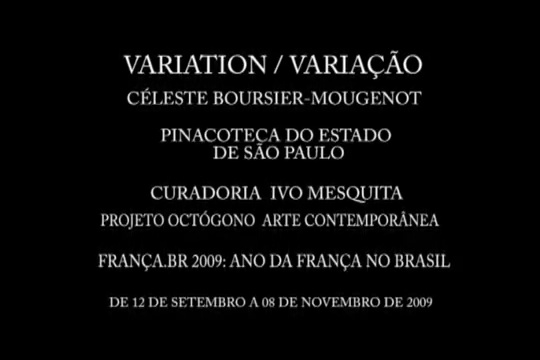 VARIATION / VARIAÇÃO
CÉLESTE BOURSIER-MOUGENOT
PINACOTECA DO ESTADO
DE SÃO PAULO
CURADORIA IVO MESQUITA
PROJETO OCTÓGONO ARTE CONTEMPORÂNEA
FRANÇA.BR 2009: ANO DA FRANÇA NO BRASIL
DE 12 DE SETEMBRO A 08 DE NOVEMBRO DE 2009